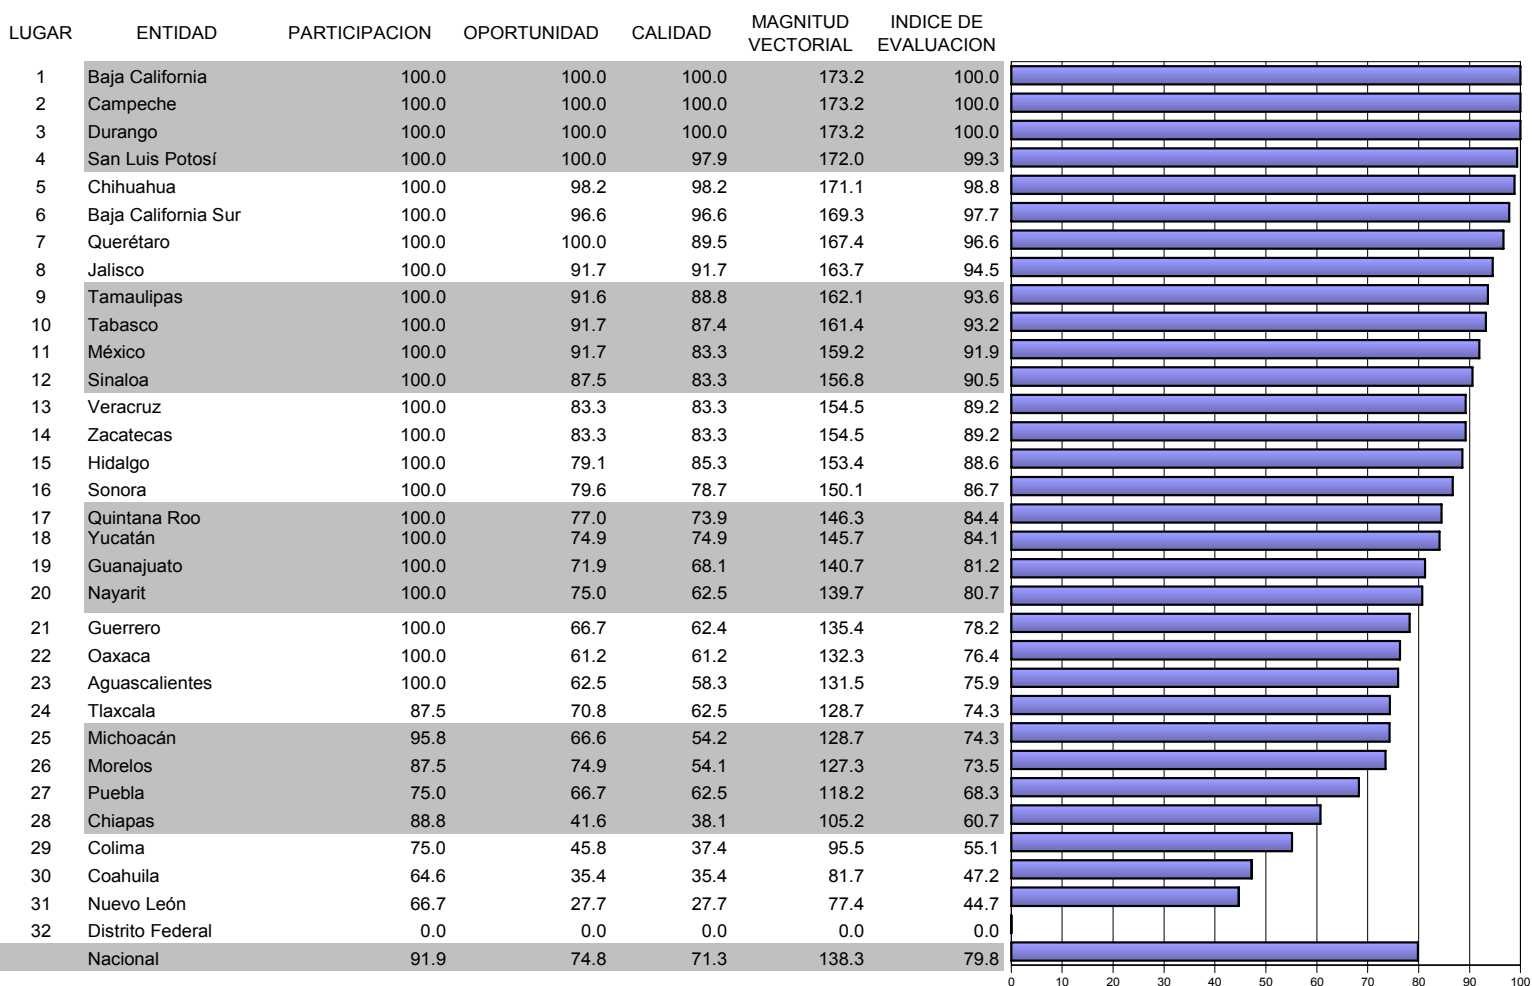 LUGAR ENTIDAD PARTICIPACION OPORTUNIDAD CALIDAD MAGNITUD VECTORIAL INDICE DE EVALUACION
1 Baja California 100.0 100.0 100.0 173.2 100.0
2 Campeche 100.0 100.0 100.0 173.2 100.0
3 Durango 100.0 100.0 100.0 173.2 100.0
4 San Luis Potosí 100.0 100.0 97.9 172.0 99.3
5 Chihuahua 100.0 98.2 98.2 171.1 98.8
6 Baja California Sur 100.0 96.6 96.6 169.3 97.7
7 Querétaro 100.0 100.0 89.5 167.4 96.6
8 Jalisco 100.0 91.7 91.7 163.7 94.5
9 Tamaulipas 100.0 91.6 88.8 162.1 93.6
10 Tabasco 100.0 91.7 87.4 161.4 93.2
11 México 100.0 91.7 83.3 159.2 91.9
12 Sinaloa 100.0 87.5 83.3 156.8 90.5
13 Veracruz 100.0 83.3 83.3 154.5 89.2
14 Zacatecas 100.0 83.3 83.3 154.5 89.2
15 Hidalgo 100.0 79.1 85.3 153.4 88.6
16 Sonora 100.0 79.6 78.7 150.1 86.7
17 Quintana Roo 100.0 77.0 73.9 146.3 84.4
18 Yucatán 100.0 74.9 74.9 145.7 84.1
19 Guanajuato 100.0 71.9 68.1 140.7 81.2
20 Nayarit 100.0 75.0 62.5 139.7 80.7
21 Guerrero 100.0 66.7 62.4 135.4 78.2
22 Oaxaca 100.0 61.2 61.2 132.3 76.4
23 Aguascalientes 100.0 62.5 58.3 131.5 75.9
24 Tlaxcala 87.5 70.8 62.5 128.7 74.3
25 Michoacán 95.8 66.6 54.2 128.7 74.3
26 Morelos 87.5 74.9 54.1 127.3 73.5
27 Puebla 75.0 66.7 62.5 118.2 68.3
28 Chiapas 88.8 41.6 38.1 105.2 60.7
29 Colima 75.0 45.8 37.4 95.5 55.1
30 Coahuila 64.6 35.4 35.4 81.7 47.2
31 Nuevo León 66.7 27.7 27.7 77.4 44.7
32 Distrito Federal 0.0 0.0 0.0 0.0 0.0
Nacional 91.9 74.8 71.3 138.3 79.8
0 10 20 30 40 50 60 70 80 90 100